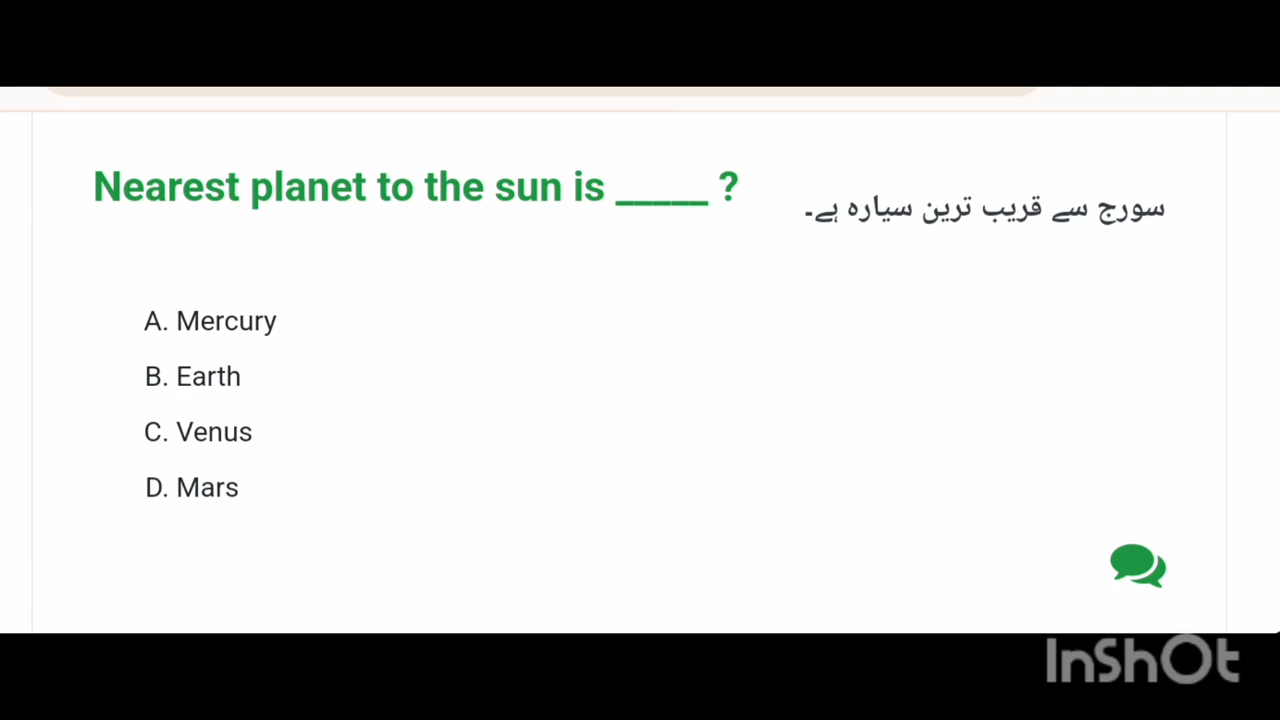 Nearest planet to the sun is _____ ?
سورج سے قریب ترین سیارہ ہے۔
A. Mercury
B. Earth
C. Venus
D. Mars
InShOt